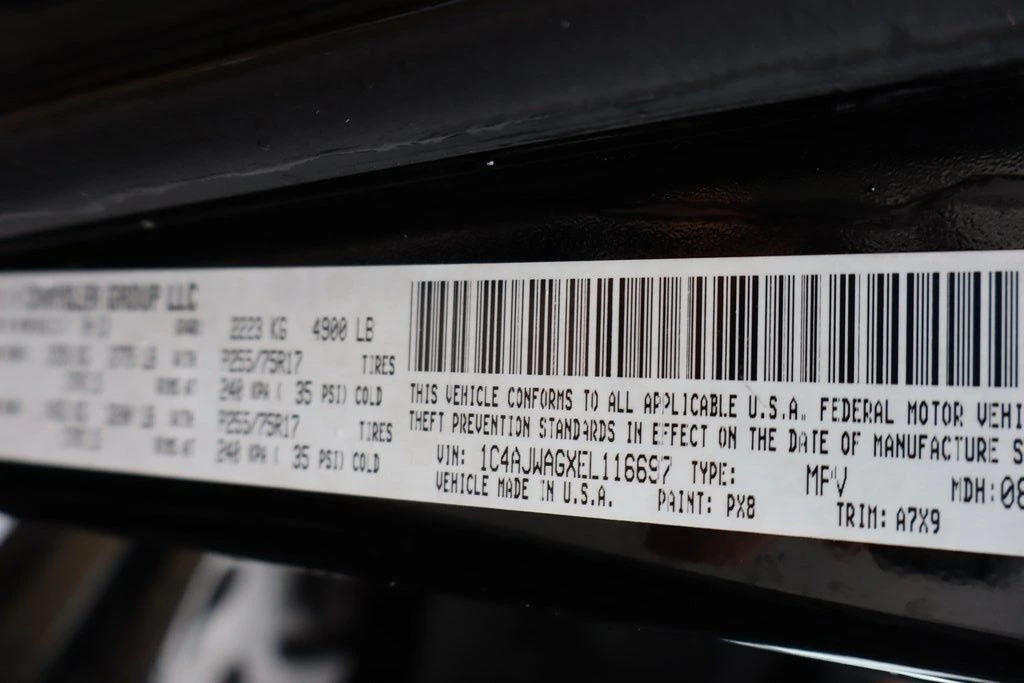 CHRYSLER GROUP LLC
2223 KG 4900 LB
P255/75R17 TIRES
240 KPA ( 35 PSI) COLD
P255/75R17 TIRES
240 KPA ( 35 PSI) COLD
THIS VEHICLE CONFORMS TO ALL APPLICABLE U.S.A. FEDERAL MOTOR VEHI
THEFT PREVENTION STANDARDS IN EFFECT ON THE DATE OF MANUFACTURE S
VIN: 1C4AJWAGXEL116697 TYPE: MFV MDH: 08
VEHICLE MADE IN U.S.A. PAINT: PX8 TRIM: A7X9